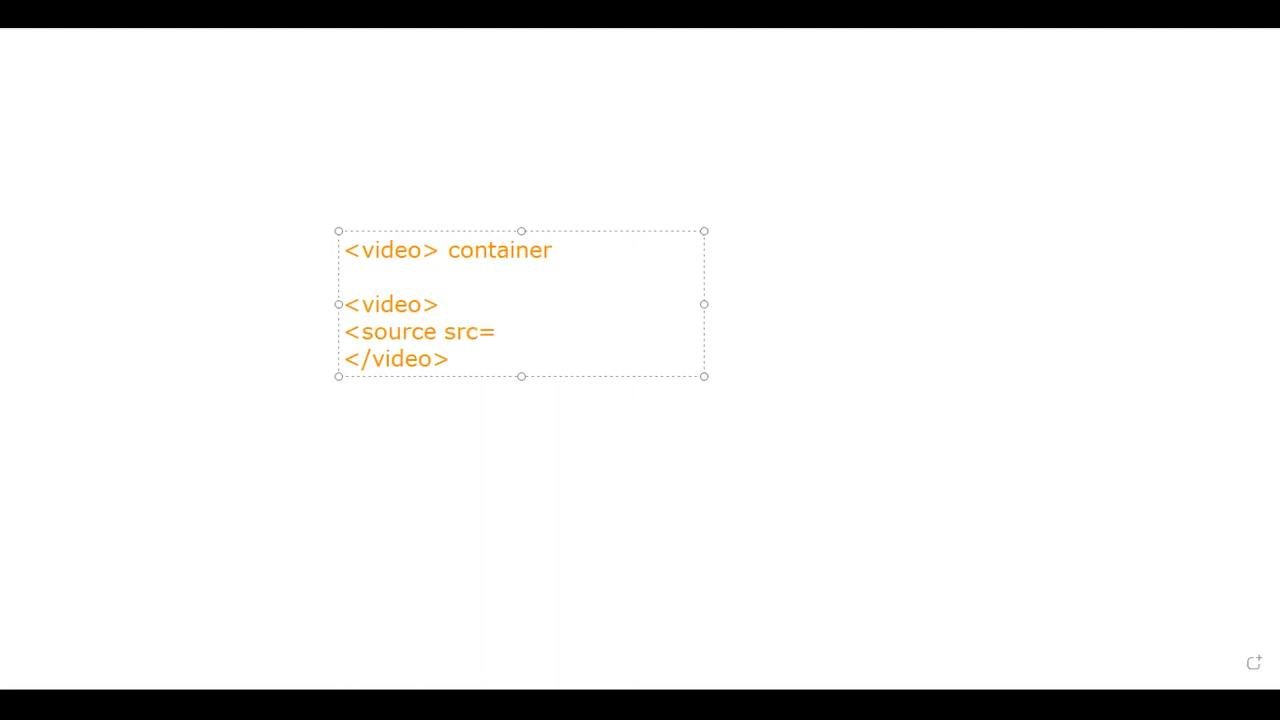 <video> container
<video>
<source src=
</video>